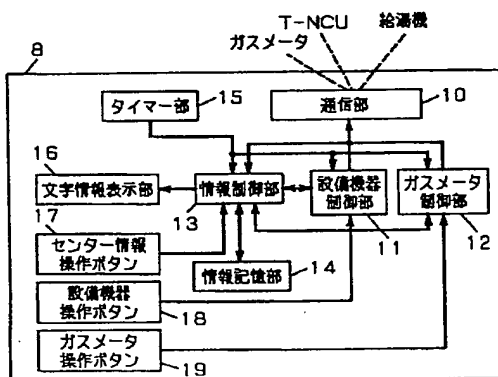 T-NCU 給湯機
ガスメータ
8
タイマー部 15
通信部 10
16
文字情報表示部
情報制御部
13
設備機器
制御部
11
ガスメータ
制御部
12
17
センター情報
操作ボタン
情報記憶部 14
設備機器
操作ボタン
18
ガスメータ
操作ボタン
19